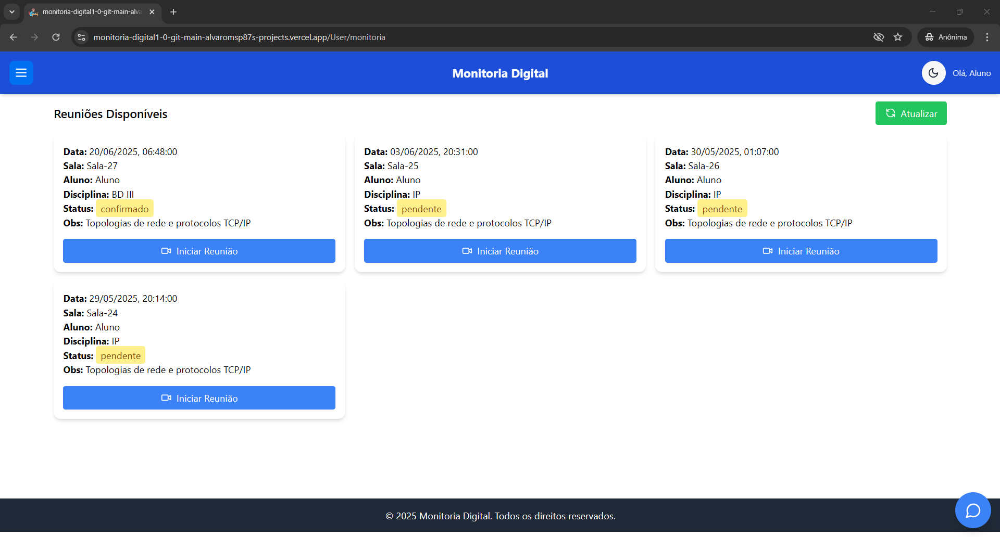 monitoria-digital1-0-git-main-alva
monitoria-digital1-0-git-main-alvaromsp87s-projects.vercel.app/User/monitoria
Anônima
Monitoria Digital
Olá, Aluno
Reuniões Disponíveis
Atualizar
Data: 20/06/2025, 06:48:00
Sala: Sala-27
Aluno: Aluno
Disciplina: BD III
Status: confirmado
Obs: Topologias de rede e protocolos TCP/IP
Iniciar Reunião
Data: 03/06/2025, 20:31:00
Sala: Sala-25
Aluno: Aluno
Disciplina: IP
Status: pendente
Obs: Topologias de rede e protocolos TCP/IP
Iniciar Reunião
Data: 30/05/2025, 01:07:00
Sala: Sala-26
Aluno: Aluno
Disciplina: IP
Status: pendente
Obs: Topologias de rede e protocolos TCP/IP
Iniciar Reunião
Data: 29/05/2025, 20:14:00
Sala: Sala-24
Aluno: Aluno
Disciplina: IP
Status: pendente
Obs: Topologias de rede e protocolos TCP/IP
Iniciar Reunião
© 2025 Monitoria Digital. Todos os direitos reservados.